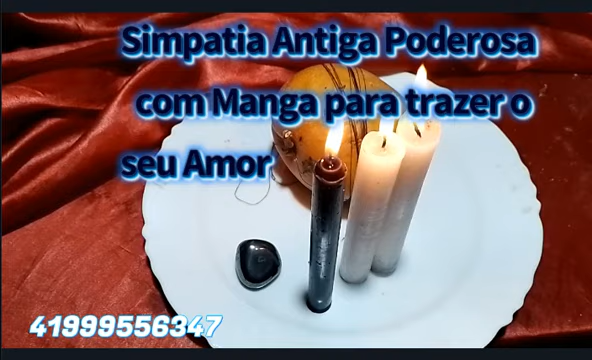 Simpatia Antiga Poderosa
com Manga para trazer o
seu Amor
41999556347